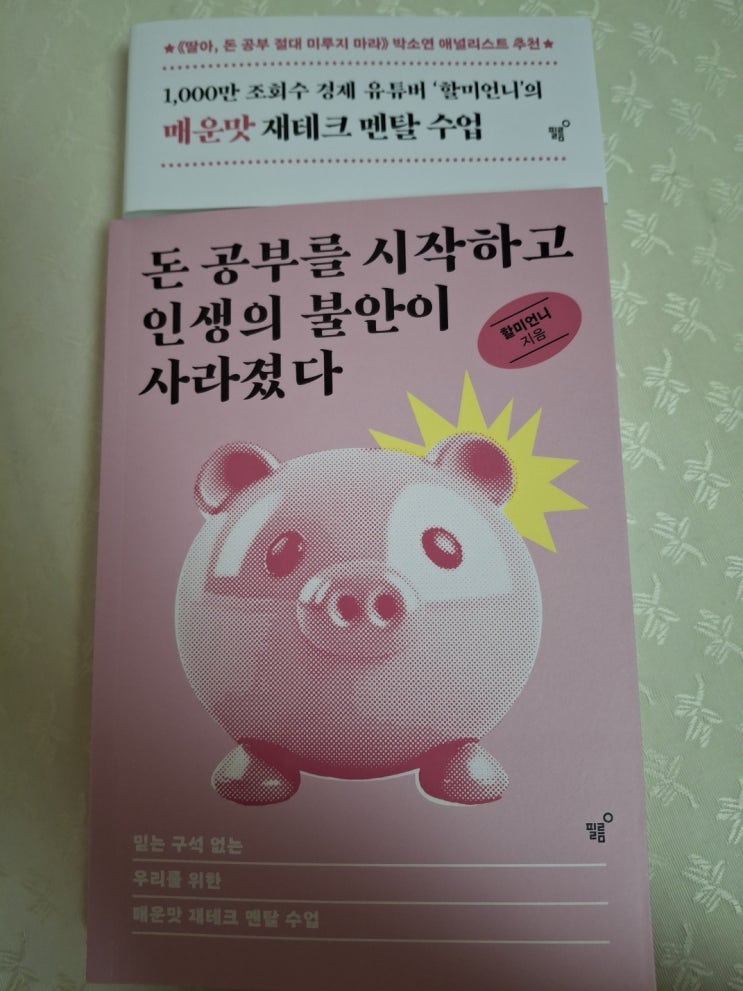 ★《딸아, 돈 공부 절대 미루지 마라》 박소연 애널리스트 추천★
1,000만 조회수 경제 유튜버 ‘할미언니’의
매운맛 재테크 멘탈 수업
필름
돈 공부를 시작하고
인생의 불안이
사라졌다
할미언니
지음
필름
믿는 구석 없는
우리를 위한
매운맛 재테크 멘탈 수업